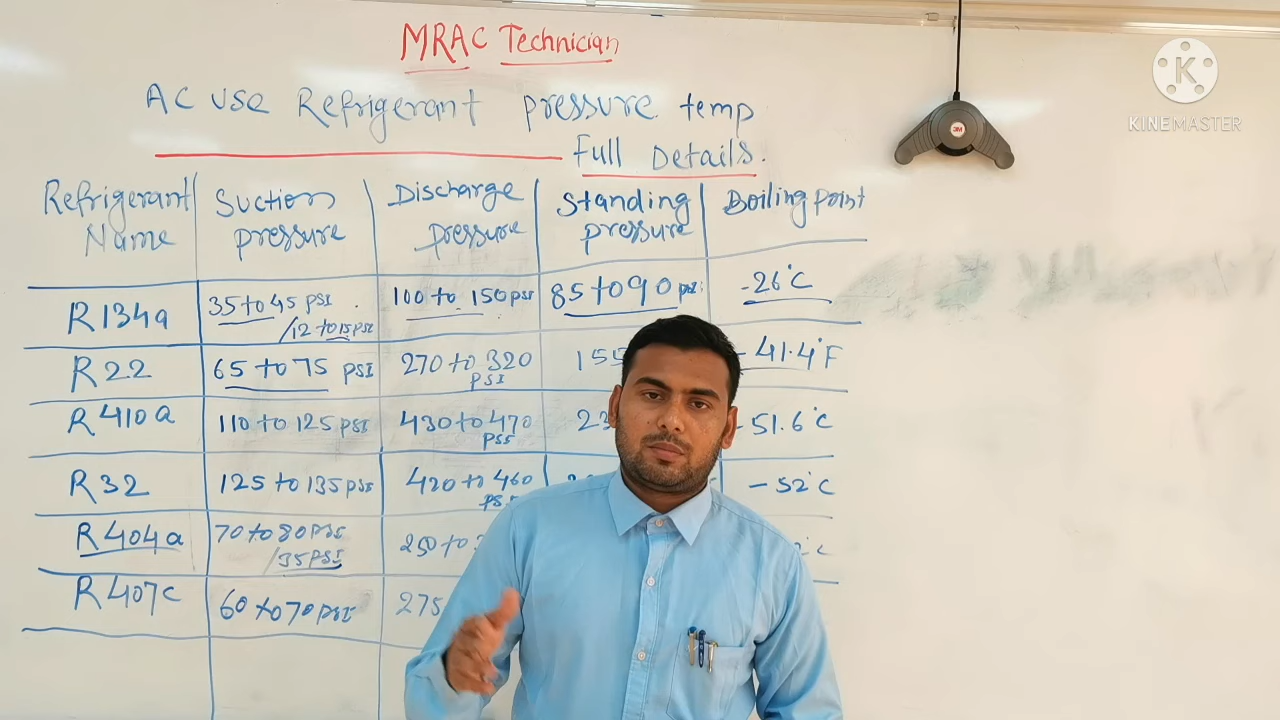 MRAC Technician
AC USE Refrigerant pressure temp
Full Details.
Refrigerant Name
Suction pressure
Discharge pressure
Standing pressure
Boiling point
R134a
35 to 45 PSI
/12 to 15 PSI
100 to 150 PSI
85 to 90 PSI
-26°C
R22
65 to 75 PSI
270 to 320
PSI
- 41.4°F
R410a
110 to 125 PSI
430 to 470
PSI
- 51.6°C
R32
125 to 135 PSI
420 to 460
PSI
- 52°C
R404a
70 to 80 PSI
/35 PSI
250 to
°C
R407c
60 to 70 PSI
275
3M
K
KINEMASTER